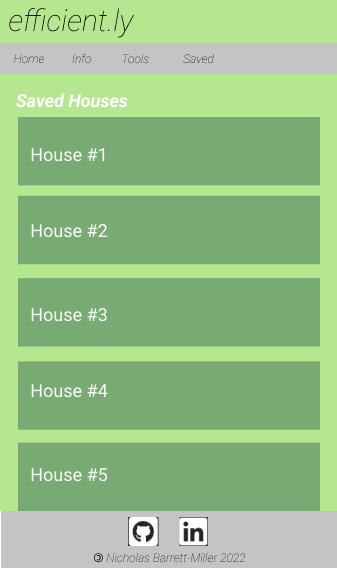 efficient.ly
Home Info Tools Saved
Saved Houses
House #1
House #2
House #3
House #4
House #5
in
© Nicholas Barrett-Miller 2022